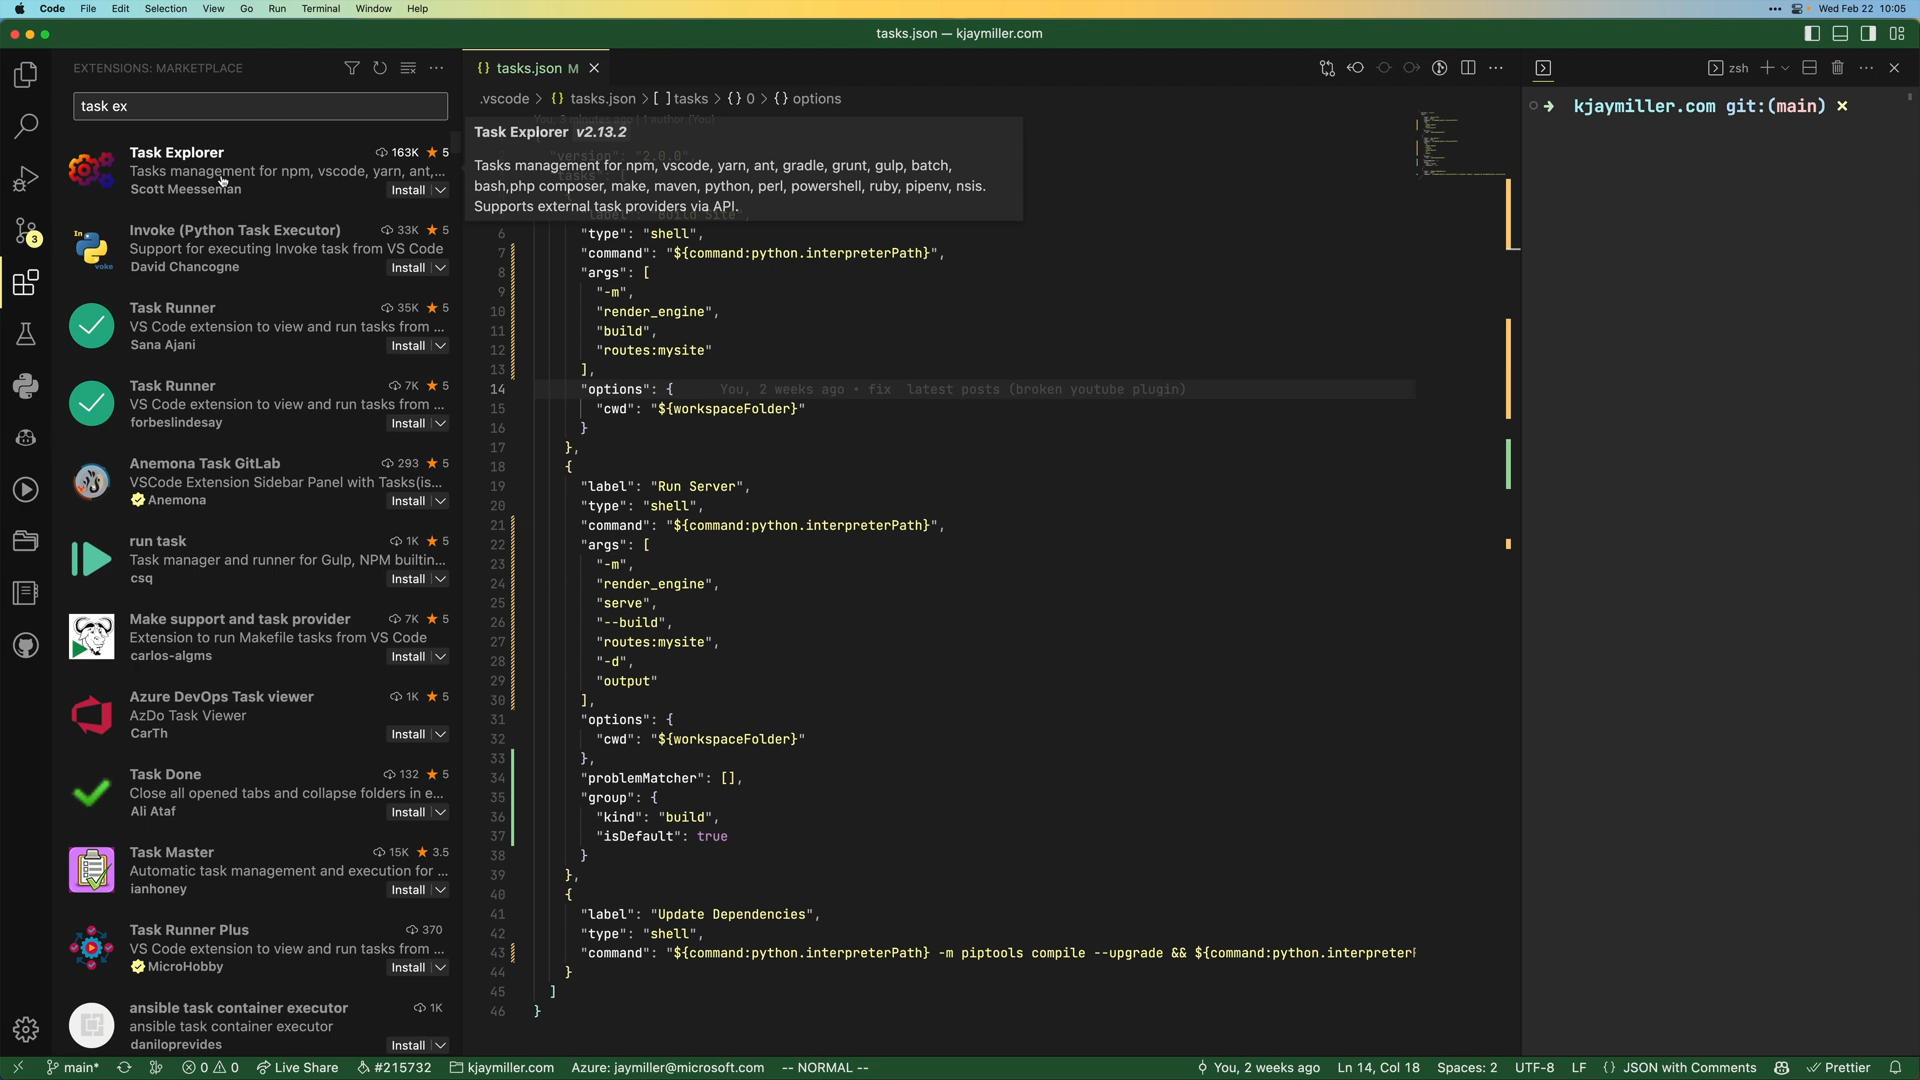 Code File Edit Selection View Go Run Terminal Window Help
Wed Feb 22 10:05
tasks.json — kjaymiller.com
EXTENSIONS: MARKETPLACE
task ex
Task Explorer 163K 5
Tasks management for npm, vscode, yarn, ant,...
Scott Meesseman Install
Invoke (Python Task Executor) 33K 5
Support for executing Invoke task from VS Code
David Chancogne Install
Task Runner 35K 5
VS Code extension to view and run tasks from ...
Sana Ajani Install
Task Runner 7K 5
VS Code extension to view and run tasks from ...
forbeslindesay Install
Anemona Task GitLab 293 5
VSCode Extension Sidebar Panel with Tasks(is...
Anemona Install
run task 1K 5
Task manager and runner for Gulp, NPM builtin...
csq Install
Make support and task provider 7K 5
Extension to run Makefile tasks from VS Code
carlos-algms Install
Azure DevOps Task viewer 1K 5
AzDo Task Viewer
CarTh Install
Task Done 132 5
Close all opened tabs and collapse folders in e...
Ali Ataf Install
Task Master 15K 3.5
Automatic task management and execution for ...
ianhoney Install
Task Runner Plus 370
VS Code extension to view and run tasks from ...
MicroHobby Install
ansible task container executor 1K
ansible task container executor
daniloprevides Install
3
In
voke
{} tasks.json M
.vscode > {} tasks.json > [ ] tasks > {} 0 > {} options
You, 3 minutes ago | 1 author (You)
Task Explorer v2.13.2
Tasks management for npm, vscode, yarn, ant, gradle, grunt, gulp, batch,
bash,php composer, make, maven, python, perl, powershell, ruby, pipenv, nsis.
Supports external task providers via API.
"version": "2.0.0",
"tasks": [
"label": "Build Site",
6 "type": "shell",
7 "command": "${command:python.interpreterPath}",
8 "args": [
9 "-m",
10 "render_engine",
11 "build",
12 "routes:mysite"
13 ],
14 "options": { You, 2 weeks ago • fix latest posts (broken youtube plugin)
15 "cwd": "${workspaceFolder}"
16 }
17 },
18 {
19 "label": "Run Server",
20 "type": "shell",
21 "command": "${command:python.interpreterPath}",
22 "args": [
23 "-m",
24 "render_engine",
25 "serve",
26 "--build",
27 "routes:mysite",
28 "-d",
29 "output"
30 ],
31 "options": {
32 "cwd": "${workspaceFolder}"
33 },
34 "problemMatcher": [],
35 "group": {
36 "kind": "build",
37 "isDefault": true
38 }
39 },
40 {
41 "label": "Update Dependencies",
42 "type": "shell",
43 "command": "${command:python.interpreterPath} -m piptools compile --upgrade && ${command:python.interpreterP
44 }
45 ]
46 }
zsh
kjaymiller.com git:(main) ×
main* 0 0 Live Share #215732 kjaymiller.com Azure: jaymiller@microsoft.com -- NORMAL -- You, 2 weeks ago Ln 14, Col 18 Spaces: 2 UTF-8 LF {} JSON with Comments Prettier